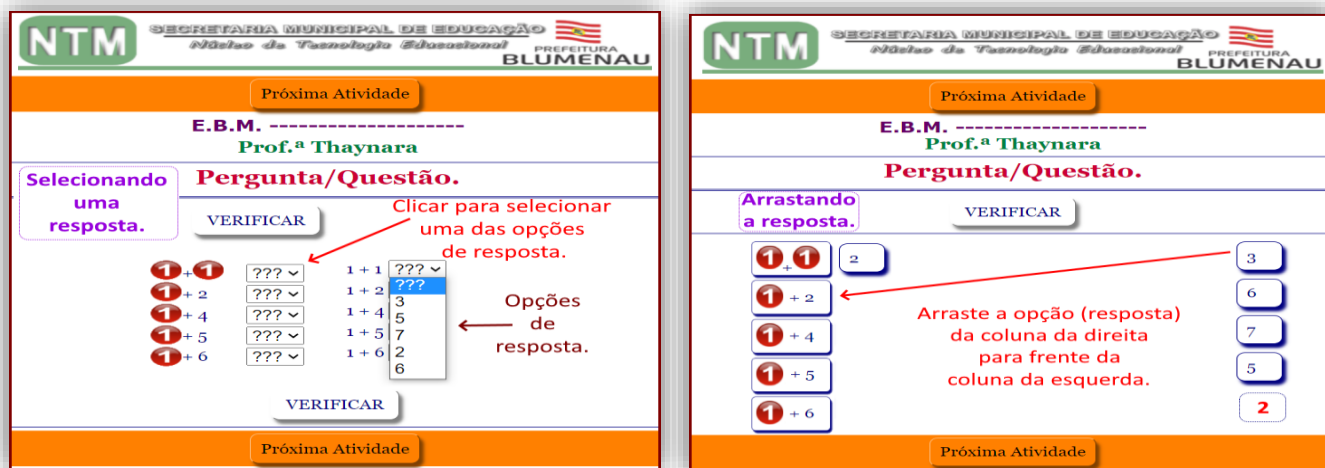 NTM
SECRETARIA MUNICIPAL DE EDUCAÇÃO
Núcleo de Tecnologia Educacional
PREFEITURA
BLUMENAU
Próxima Atividade
E.B.M. --------------------
Prof.ª Thaynara
Selecionando
uma
resposta.
Pergunta/Questão.
VERIFICAR
Clicar para selecionar
uma das opções
de resposta.
1+1 ???
1 + 2 ???
1 + 4 ???
1 + 5 ???
1 + 6 ???
1 + 1 ???
1 + 2
1 + 4
1 + 5
1 + 6
???
3
5
7
2
6
Opções
de
resposta.
VERIFICAR
Próxima Atividade
NTM
SECRETARIA MUNICIPAL DE EDUCAÇÃO
Núcleo de Tecnologia Educacional
PREFEITURA
BLUMENAU
Próxima Atividade
E.B.M. --------------------
Prof.ª Thaynara
Pergunta/Questão.
Arrastando
a resposta.
VERIFICAR
1+1 2
1 + 2
1 + 4
1 + 5
1 + 6
Arraste a opção (resposta)
da coluna da direita
para frente da
coluna da esquerda.
3
6
7
5
2
Próxima Atividade